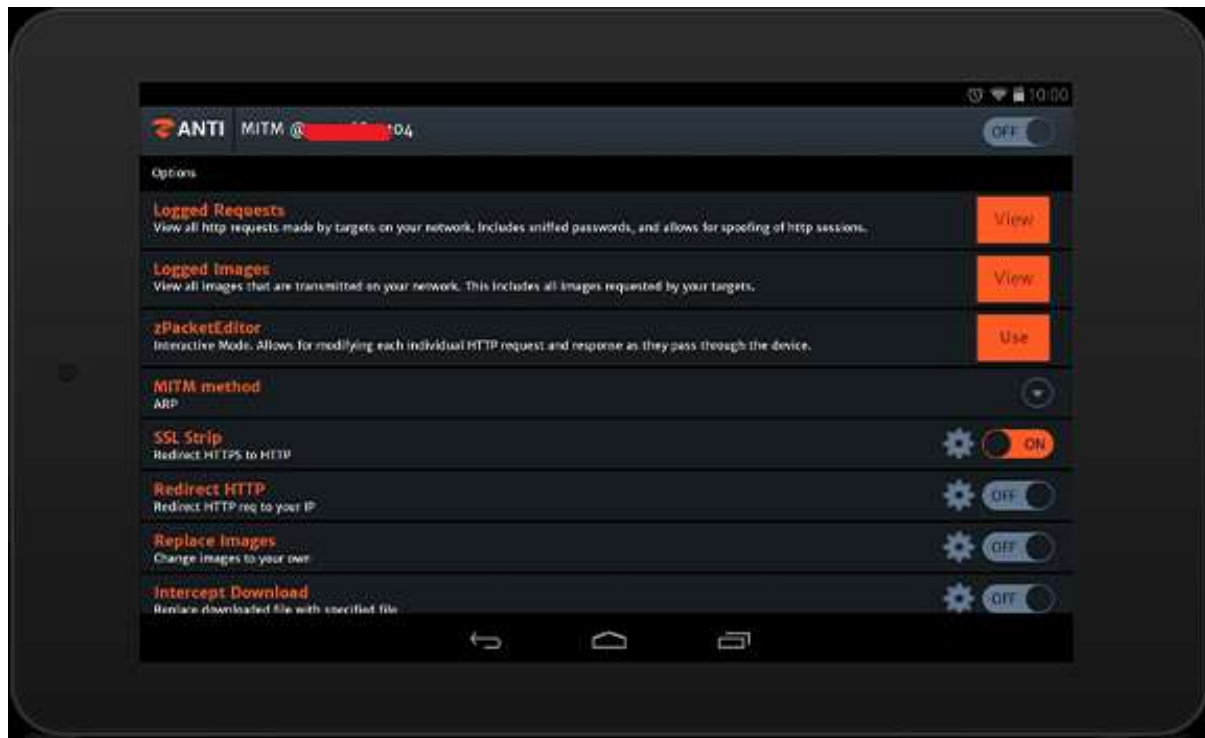 10:00
ANTI MITM @
OFF
Options
Logged Requests
View all http requests made by targets on your network. Includes sniffed passwords, and allows for spoofing of http sessions.
View
Logged Images
View all images that are transmitted on your network. This includes all images requested by your targets.
View
zPacketEditor
Interactive Mode. Allows for modifying each individual HTTP request and response as they pass through the device.
Use
MITM method
ARP
SSL Strip
Redirect HTTPS to HTTP
ON
Redirect HTTP
Redirect HTTP req to your IP
OFF
Replace Images
Change images to your own
OFF
Intercept Download
Replace downloaded file with specified file
OFF